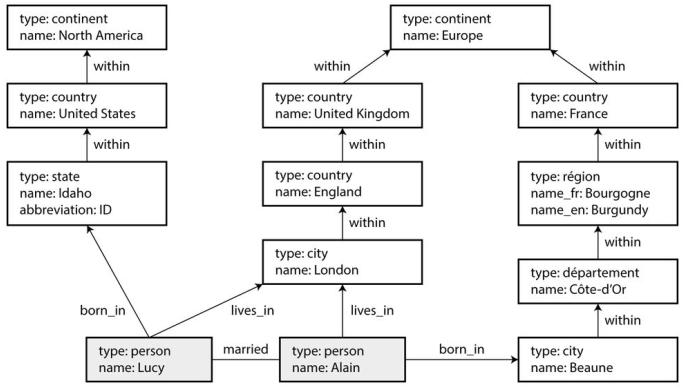 type: continent
name: North America
type: continent
name: Europe
within
within
within
type: country
name: United States
type: country
name: United Kingdom
type: country
name: France
within
within
within
type: state
name: Idaho
abbreviation: ID
type: country
name: England
type: région
name_fr: Bourgogne
name_en: Burgundy
within
within
type: city
name: London
type: département
name: Côte-d’Or
born_in
lives_in
lives_in
within
type: person
name: Lucy
married
type: person
name: Alain
born_in
type: city
name: Beaune